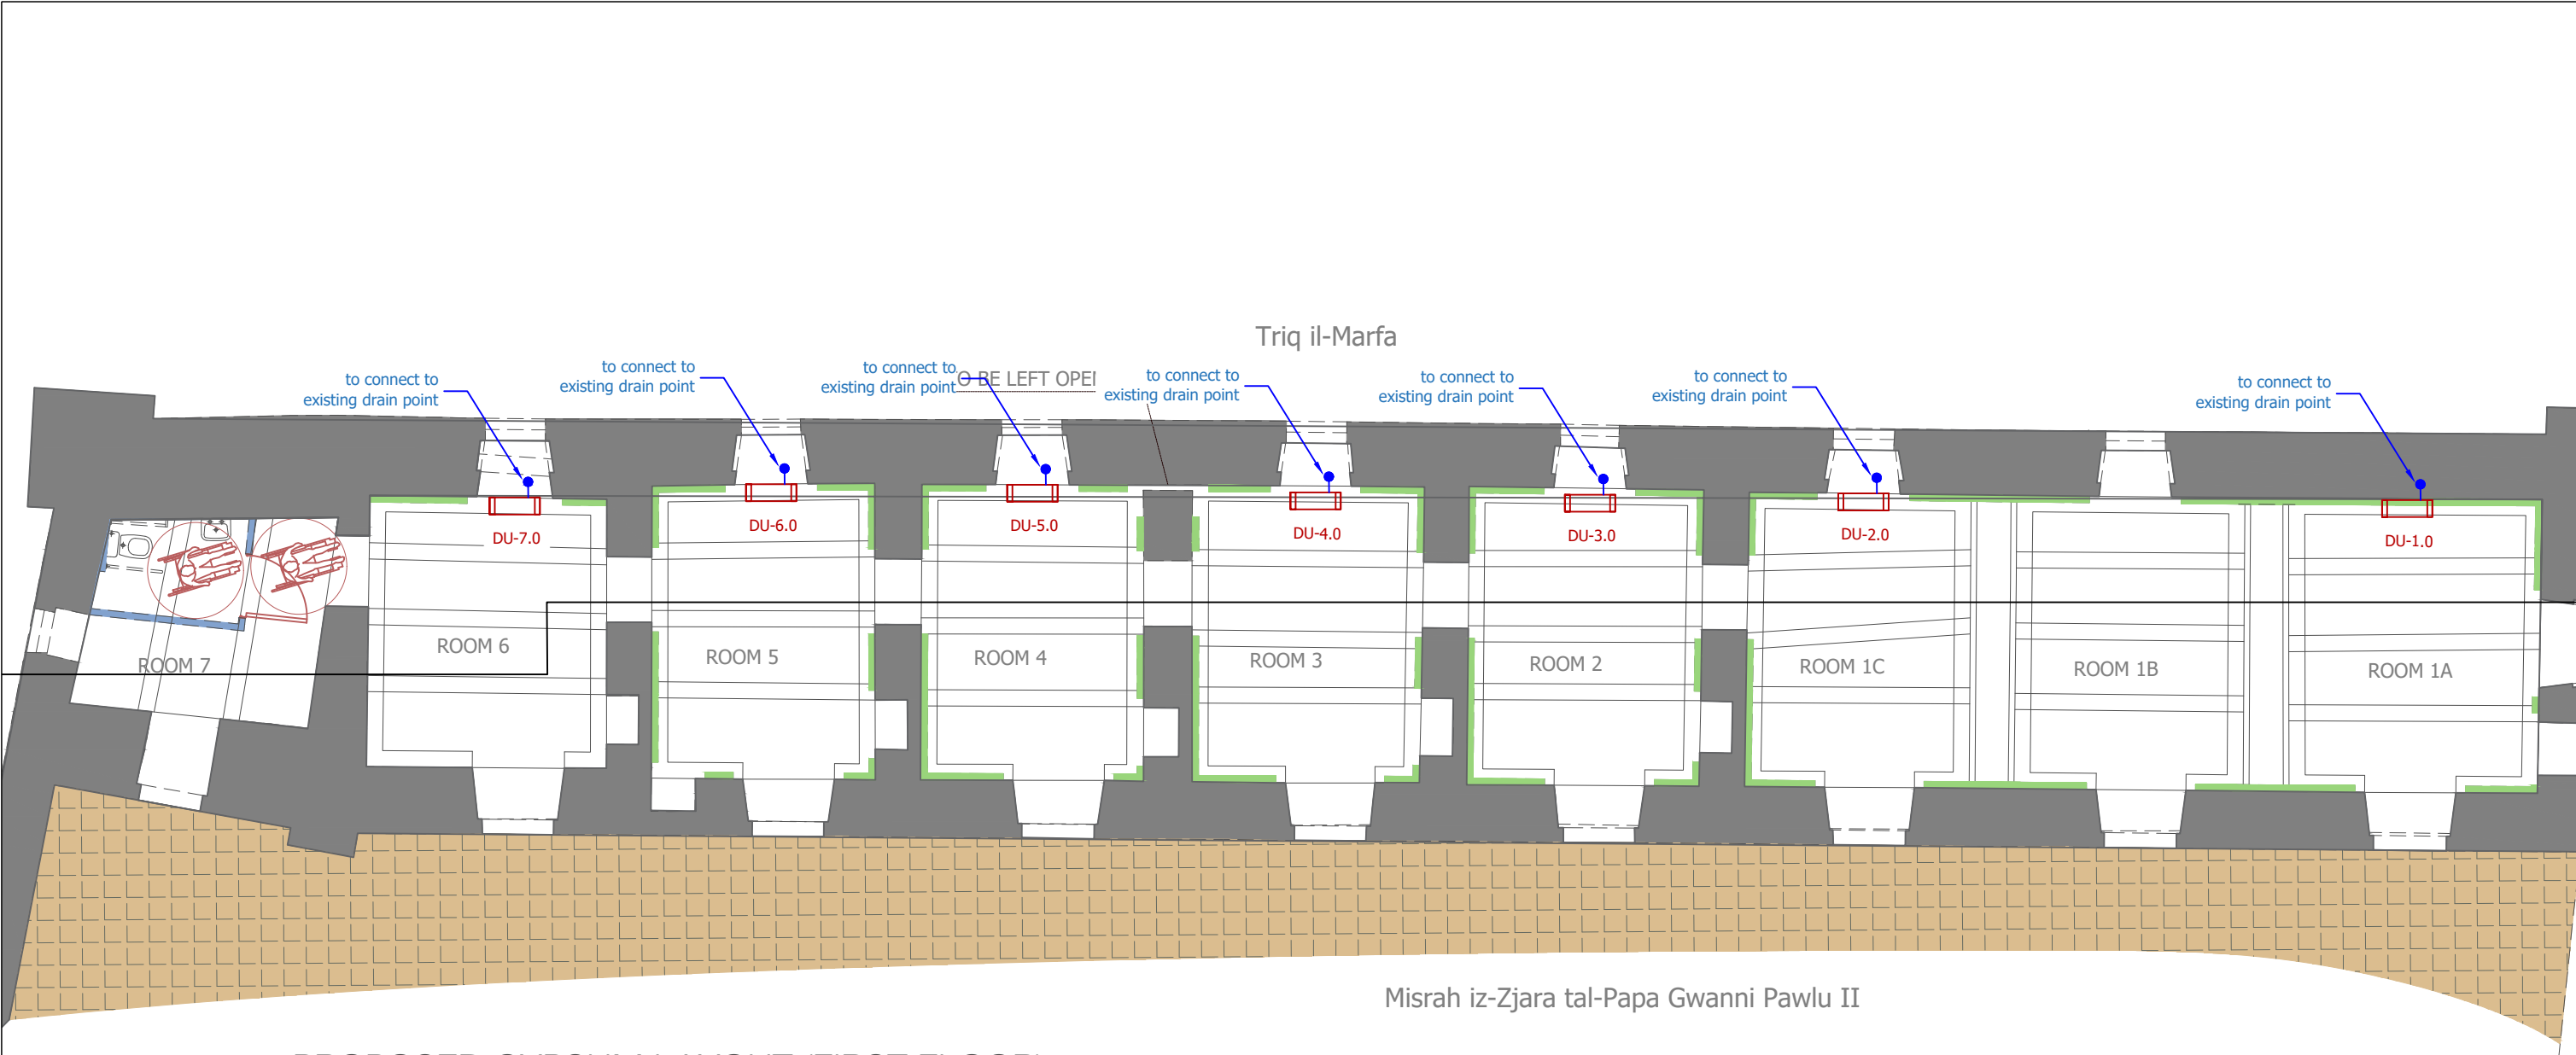 Triq il-Marfa
to connect to
existing drain point
to connect to
existing drain point
to connect to
existing drain point
O BE LEFT OPE
to connect to
existing drain point
to connect to
existing drain point
to connect to
existing drain point
to connect to
existing drain point
DU-7.0
DU-6.0
DU-5.0
DU-4.0
DU-3.0
DU-2.0
DU-1.0
ROOM 7
ROOM 6
ROOM 5
ROOM 4
ROOM 3
ROOM 2
ROOM 1C
ROOM 1B
ROOM 1A
Misrah iz-Zjara tal-Papa Gwanni Pawlu II